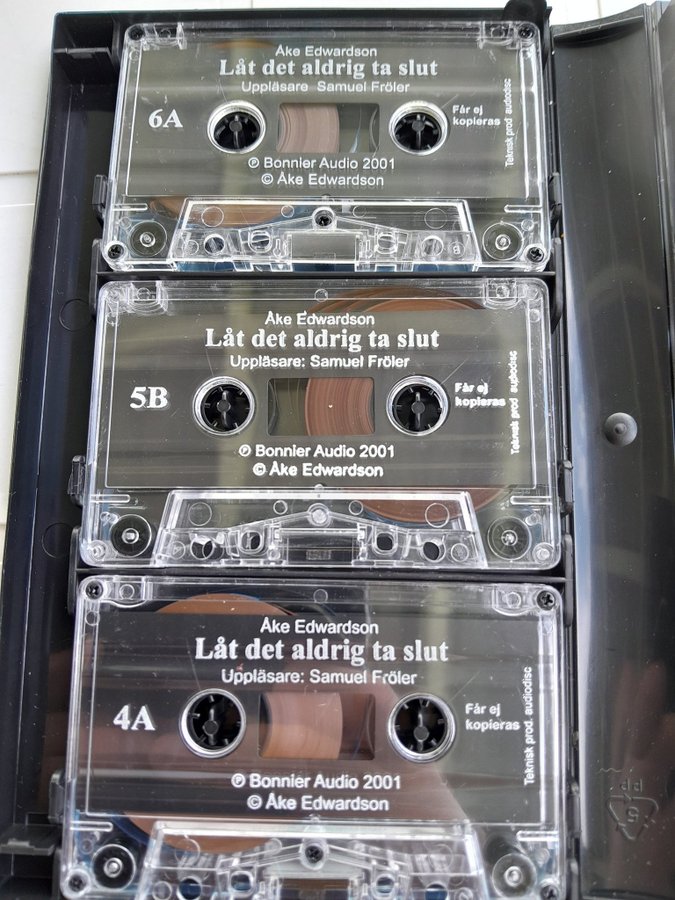 Åke Edwardson
Låt det aldrig ta slut
Uppläsare Samuel Fröler
6A
Får ej
kopieras
Teknisk prod audiodisc
℗ Bonnier Audio 2001
© Åke Edwardson
Åke Edwardson
Låt det aldrig ta slut
Uppläsare: Samuel Fröler
5B
Får ej
kopieras
Teknisk prod audiodisc
℗ Bonnier Audio 2001
© Åke Edwardson
Åke Edwardson
Låt det aldrig ta slut
Uppläsare: Samuel Fröler
4A
Får ej
kopieras
Teknisk prod. audiodisc
℗ Bonnier Audio 2001
© Åke Edwardson
PP
5